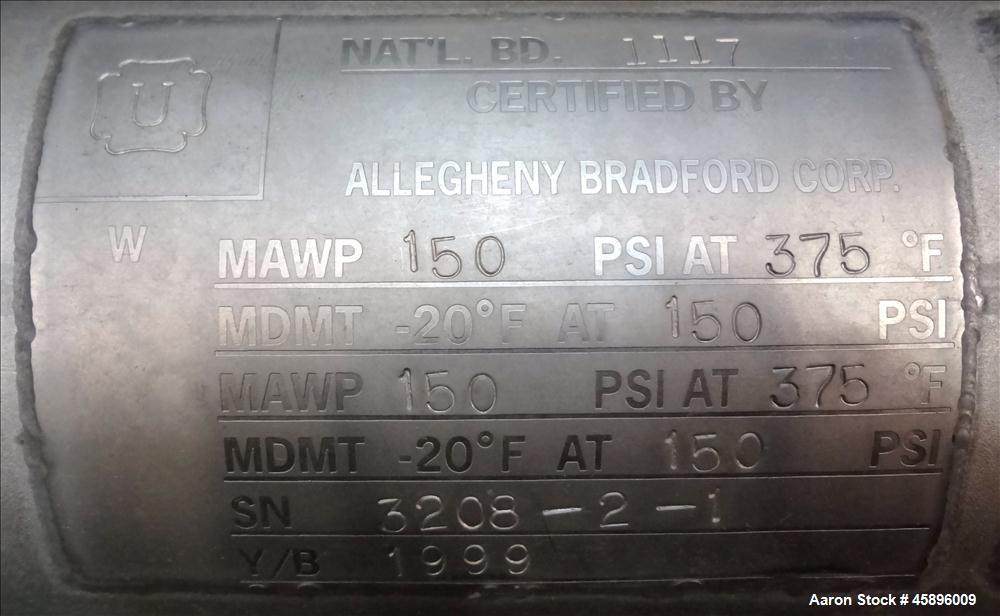 U
NAT'L. BD. 1117
CERTIFIED BY
ALLEGHENY BRADFORD CORP.
W
MAWP 150 PSI AT 375 °F
MDMT -20°F AT 150 PSI
MAWP 150 PSI AT 375 °F
MDMT -20°F AT 150 PSI
SN 3208-2-1
Y/B 1999
Aaron Stock # 45896009